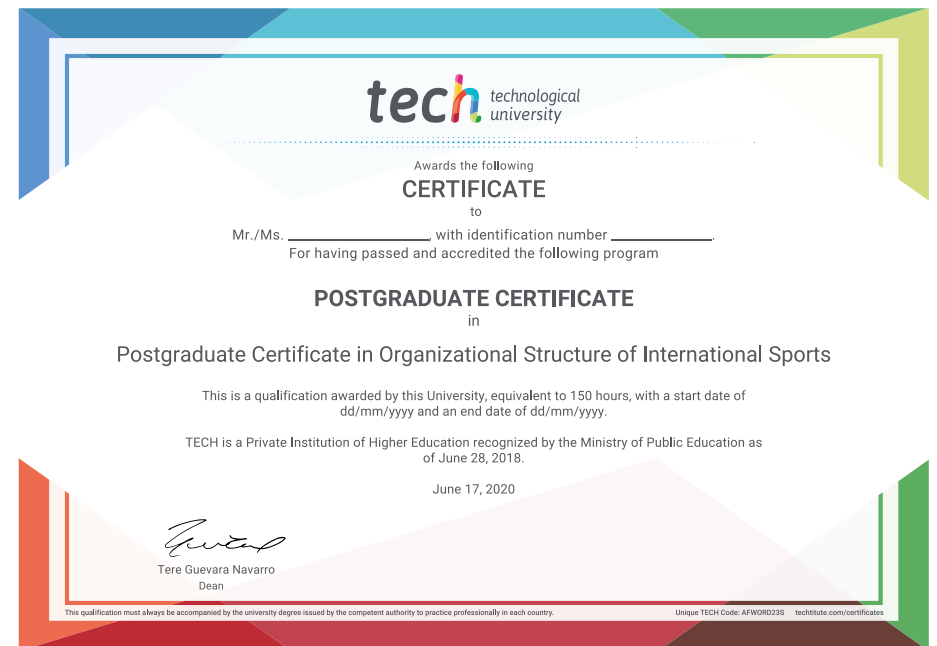 tech technological
university
Awards the following
CERTIFICATE
to
Mr./Ms. ____________________, with identification number ______________.
For having passed and accredited the following program
POSTGRADUATE CERTIFICATE
in
Postgraduate Certificate in Organizational Structure of International Sports
This is a qualification awarded by this University, equivalent to 150 hours, with a start date of
dd/mm/yyyy and an end date of dd/mm/yyyy.
TECH is a Private Institution of Higher Education recognized by the Ministry of Public Education as
of June 28, 2018.
June 17, 2020
Tere Guevara Navarro
Dean
This qualification must always be accompanied by the university degree issued by the competent authority to practice professionally in each country.
Unique TECH Code: AFWORD23S techtitute.com/certificates